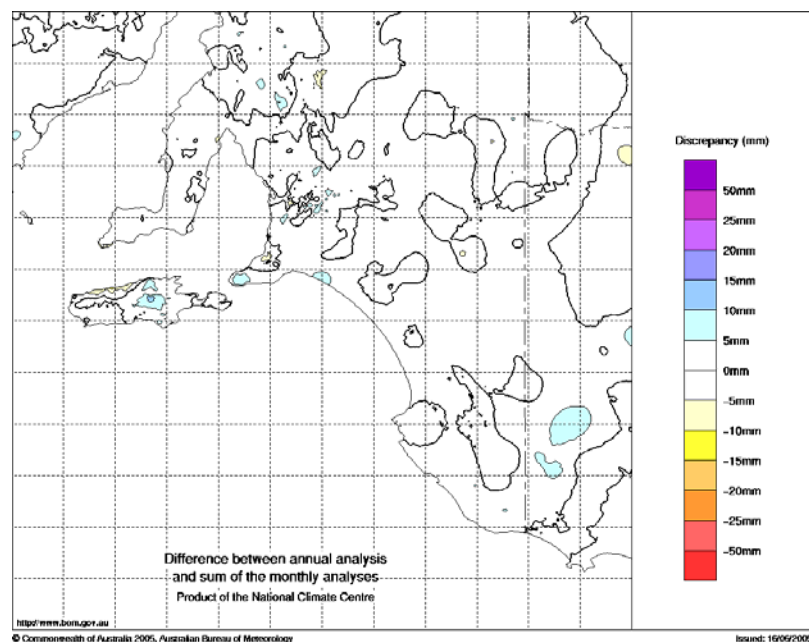 Discrepancy (mm)
50mm
25mm
20mm
15mm
10mm
5mm
0mm
-5mm
-10mm
-15mm
-20mm
-25mm
-50mm
Difference between annual analysis
and sum of the monthly analyses
Product of the National Climate Centre
http://www.bom.gov.au
© Commonwealth of Australia 2005, Australian Bureau of Meteorology
Issued: